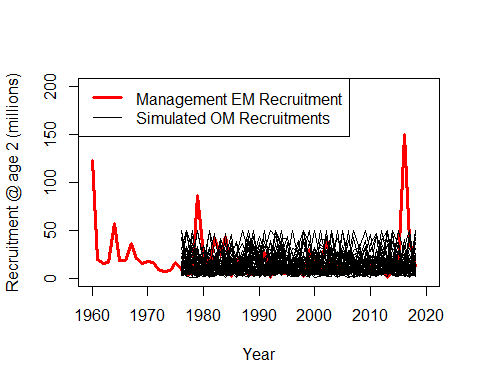 Management EM Recruitment
Simulated OM Recruitments
Recruitment @ age 2 (millions)
200
150
100
50
0
1960 1970 1980 1990 2000 2010 2020
Year